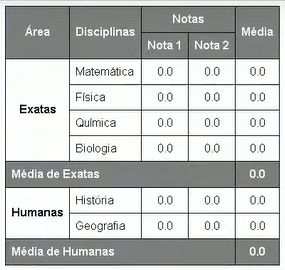 Área Disciplinas Notas Média
Nota 1 Nota 2
Exatas Matemática 0.0 0.0 0.0
Física 0.0 0.0 0.0
Química 0.0 0.0 0.0
Biologia 0.0 0.0 0.0
Média de Exatas 0.0
Humanas História 0.0 0.0 0.0
Geografia 0.0 0.0 0.0
Média de Humanas 0.0